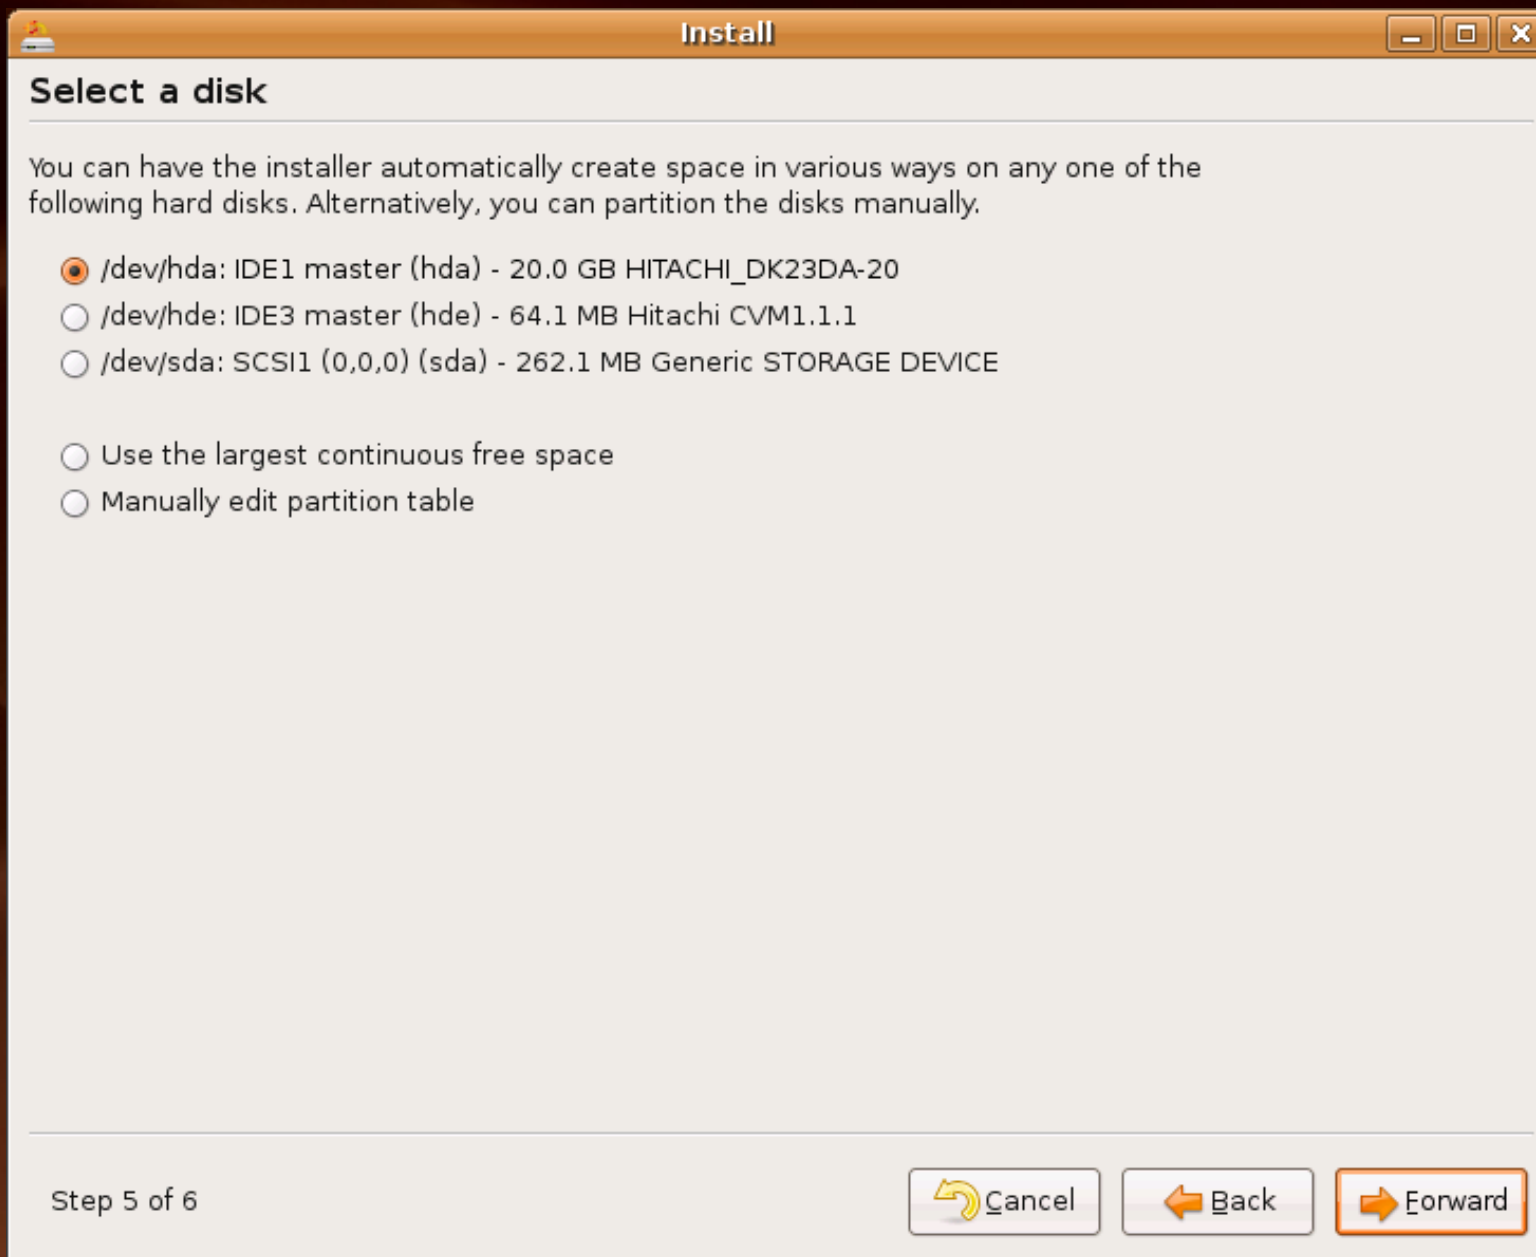 Install
Select a disk
You can have the installer automatically create space in various ways on any one of the
following hard disks. Alternatively, you can partition the disks manually.
/dev/hda: IDE1 master (hda) - 20.0 GB HITACHI_DK23DA-20
/dev/hde: IDE3 master (hde) - 64.1 MB Hitachi CVM1.1.1
/dev/sda: SCSI1 (0,0,0) (sda) - 262.1 MB Generic STORAGE DEVICE
Use the largest continuous free space
Manually edit partition table
Step 5 of 6
Cancel
Back
Forward